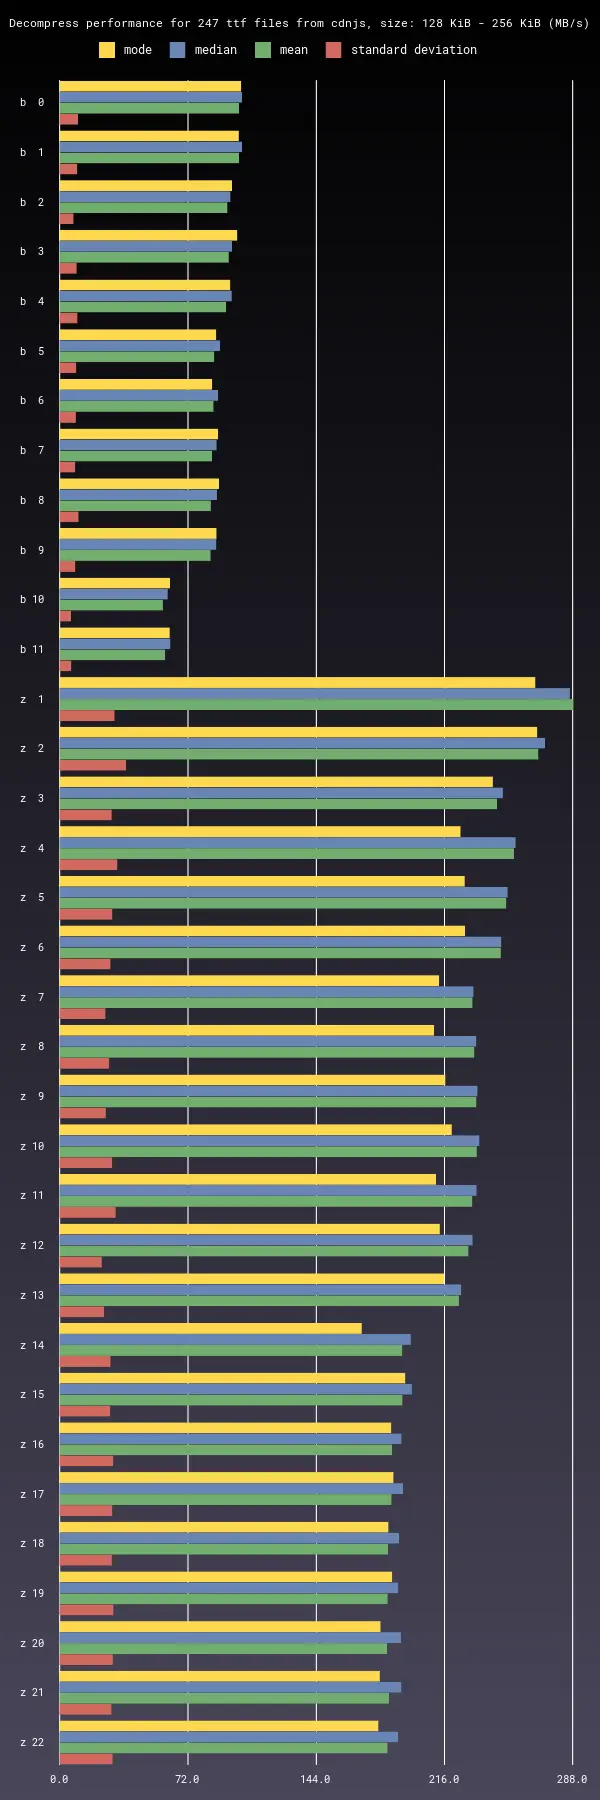 Decompress performance for 247 ttf files from cdnjs, size: 128 KiB - 256 KiB (MB/s)
mode median mean standard deviation
b 0
b 1
b 2
b 3
b 4
b 5
b 6
b 7
b 8
b 9
b 10
b 11
z 1
z 2
z 3
z 4
z 5
z 6
z 7
z 8
z 9
z 10
z 11
z 12
z 13
z 14
z 15
z 16
z 17
z 18
z 19
z 20
z 21
z 22
0.0 72.0 144.0 216.0 288.0